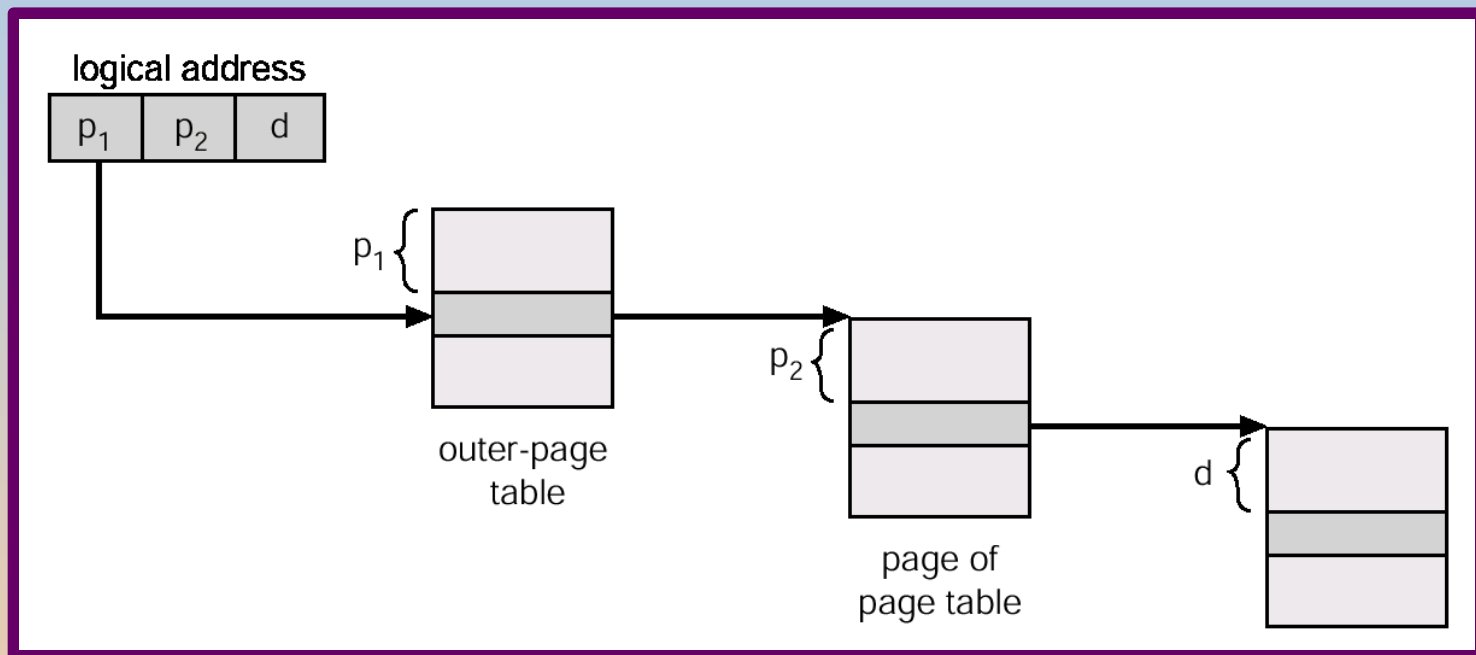 logical address
p₁ p₂ d
p₁
outer-page
table
p₂
page of
page table
d